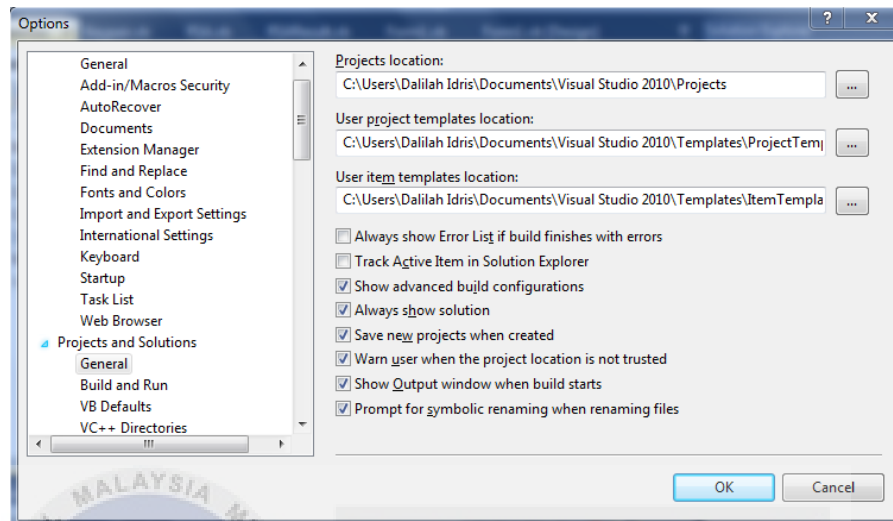 Options
General
Add-in/Macros Security
AutoRecover
Documents
Extension Manager
Find and Replace
Fonts and Colors
Import and Export Settings
International Settings
Keyboard
Startup
Task List
Web Browser
Projects and Solutions
General
Build and Run
VB Defaults
VC++ Directories
Projects location:
C:\Users\Dalilah Idris\Documents\Visual Studio 2010\Projects
...
User project templates location:
C:\Users\Dalilah Idris\Documents\Visual Studio 2010\Templates\ProjectTemp
...
User item templates location:
C:\Users\Dalilah Idris\Documents\Visual Studio 2010\Templates\ItemTempla
...
Always show Error List if build finishes with errors
Track Active Item in Solution Explorer
Show advanced build configurations
Always show solution
Save new projects when created
Warn user when the project location is not trusted
Show Output window when build starts
Prompt for symbolic renaming when renaming files
OK
Cancel
MALAYSIA